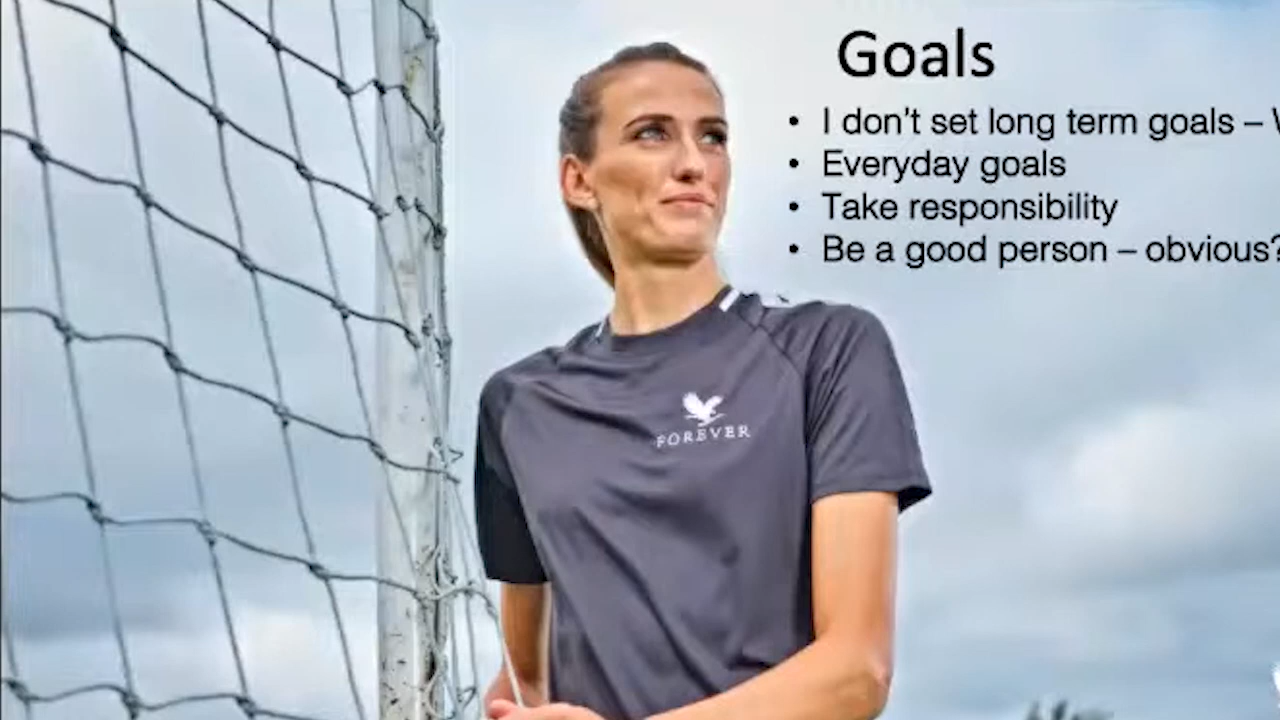 Goals
• I don't set long term goals –
• Everyday goals
• Take responsibility
• Be a good person – obvious?
FOREVER